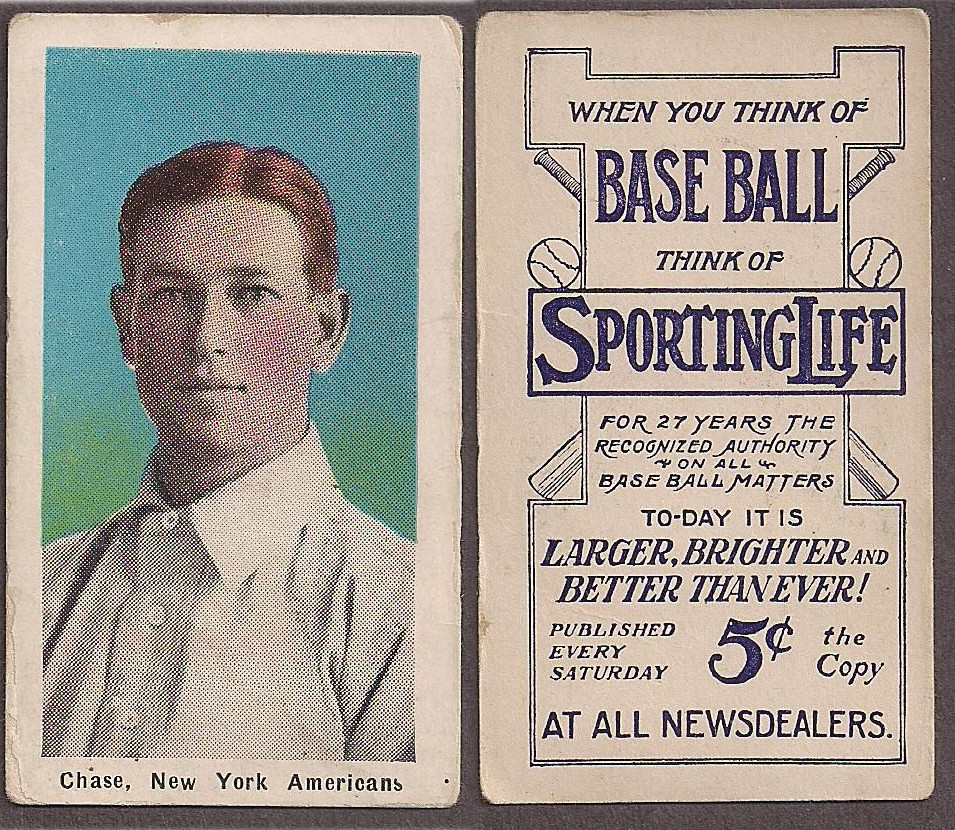 Chase, New York Americans
WHEN YOU THINK OF
BASE BALL
THINK OF
SPORTING LIFE
FOR 27 YEARS THE
RECOGNIZED AUTHORITY
ON ALL
BASE BALL MATTERS
TO-DAY IT IS
LARGER, BRIGHTER AND
BETTER THAN EVER!
PUBLISHED
EVERY
SATURDAY
5¢
the
Copy
AT ALL NEWSDEALERS.